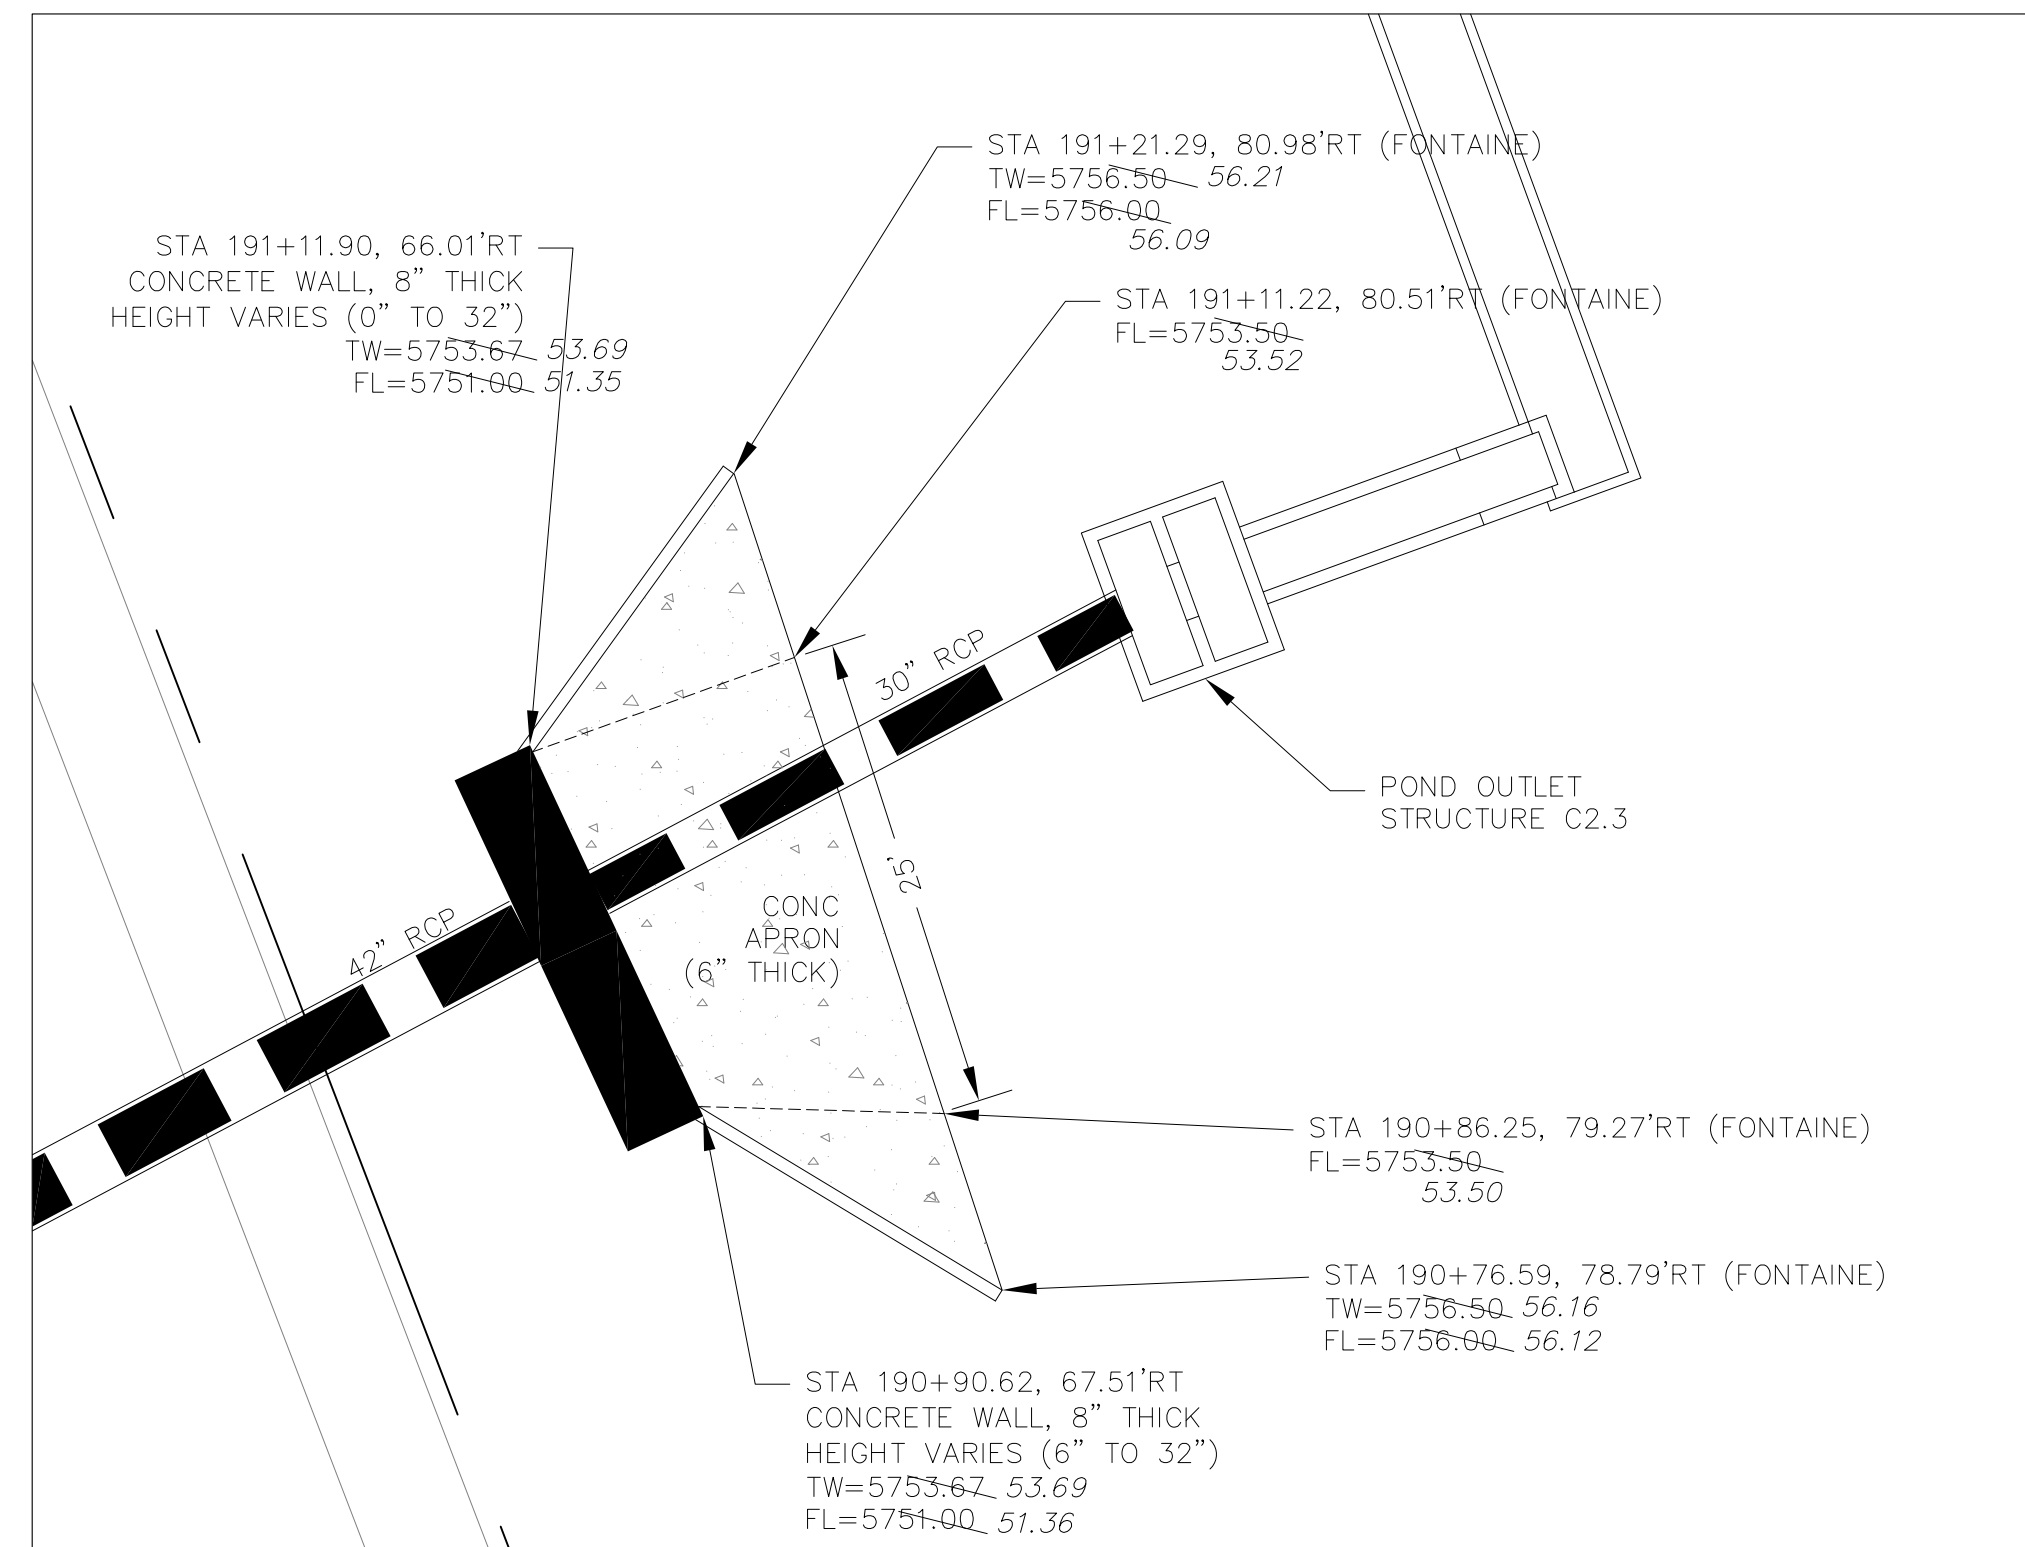 STA 191+21.29, 80.98'RT (FONTAINE)
TW=5756.50 56.21
FL=5756.00
56.09
STA 191+11.90, 66.01'RT
CONCRETE WALL, 8" THICK
HEIGHT VARIES (0" TO 32")
TW=5753.67 53.69
FL=5751.00 51.35
STA 191+11.22, 80.51'RT (FONTAINE)
FL=5753.50
53.52
30" RCP
POND OUTLET
STRUCTURE C2.3
25'
42" RCP
CONC
APRON
(6" THICK)
STA 190+86.25, 79.27'RT (FONTAINE)
FL=5753.50
53.50
STA 190+76.59, 78.79'RT (FONTAINE)
TW=5756.50 56.16
FL=5756.00 56.12
STA 190+90.62, 67.51'RT
CONCRETE WALL, 8" THICK
HEIGHT VARIES (6" TO 32")
TW=5753.67 53.69
FL=5751.00 51.36